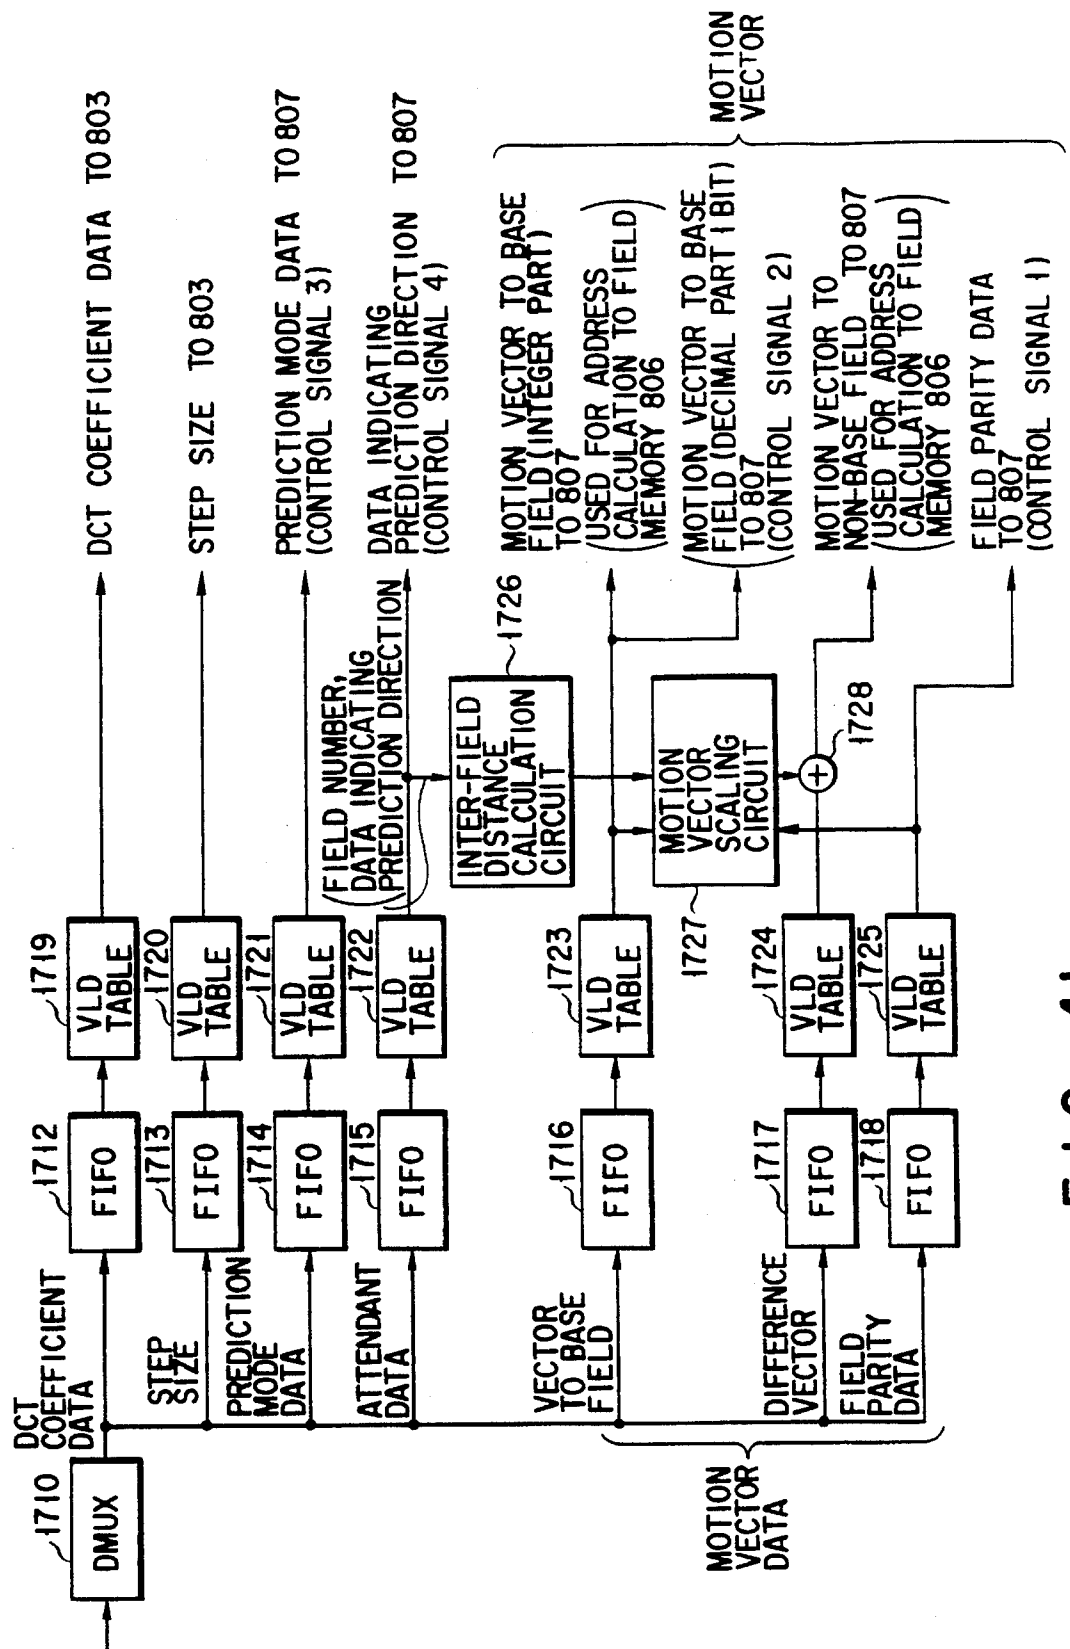 1710
DMUX
DCT
COEFFICIENT
DATA
1712
FIFO
1719
VLD
TABLE
DCT COEFFICIENT DATA TO 803
STEP
SIZE
1713
FIFO
1720
VLD
TABLE
STEP SIZE TO 803
PREDICTION
MODE
DATA
1714
FIFO
1721
VLD
TABLE
PREDICTION MODE DATA TO 807
(CONTROL SIGNAL 3)
ATTENDANT
DATA
1715
FIFO
1722
VLD
TABLE
(FIELD NUMBER,
DATA INDICATING
PREDICTION DIRECTION)
DATA INDICATING
PREDICTION DIRECTION TO 807
(CONTROL SIGNAL 4)
1726
INTER-FIELD
DISTANCE
CALCULATION
CIRCUIT
MOTION
VECTOR
DATA
VECTOR
TO BASE
FIELD
1716
FIFO
1723
VLD
TABLE
1727
MOTION
VECTOR
SCALING
CIRCUIT
MOTION VECTOR TO BASE
FIELD (INTEGER PART)
TO 807
(USED FOR ADDRESS
CALCULATION TO FIELD
MEMORY 806)
(MOTION VECTOR TO BASE
FIELD (DECIMAL PART 1 BIT)
TO 807
(CONTROL SIGNAL 2)
DIFFERENCE
VECTOR
1717
FIFO
1724
VLD
TABLE
+
1728
MOTION VECTOR TO
NON-BASE FIELD TO 807
(USED FOR ADDRESS
CALCULATION TO FIELD
MEMORY 806)
FIELD
PARITY
DATA
1718
FIFO
1725
VLD
TABLE
FIELD PARITY DATA
TO 807
(CONTROL SIGNAL 1)
MOTION
VECTOR